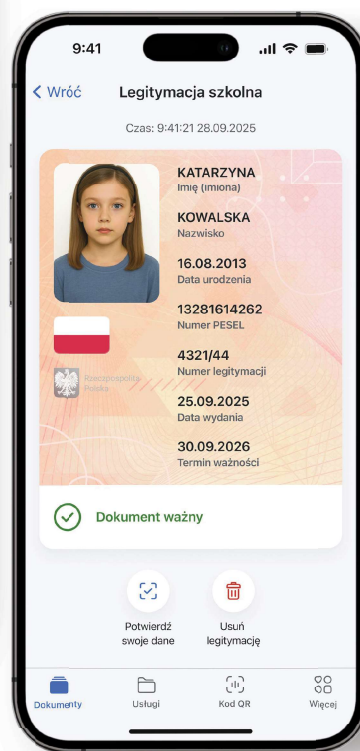 9:41
Wróć
Legitymacja szkolna
Czas: 9:41:21 28.09.2025
KATARZYNA
Imię (imiona)
KOWALSKA
Nazwisko
16.08.2013
Data urodzenia
13281614262
Numer PESEL
4321/44
Numer legitymacji
Rzeczpospolita
Polska
25.09.2025
Data wydania
30.09.2026
Termin ważności
Dokument ważny
Potwierdź
swoje dane
Usuń
legitymację
Dokumenty
Usługi
Kod QR
Więcej